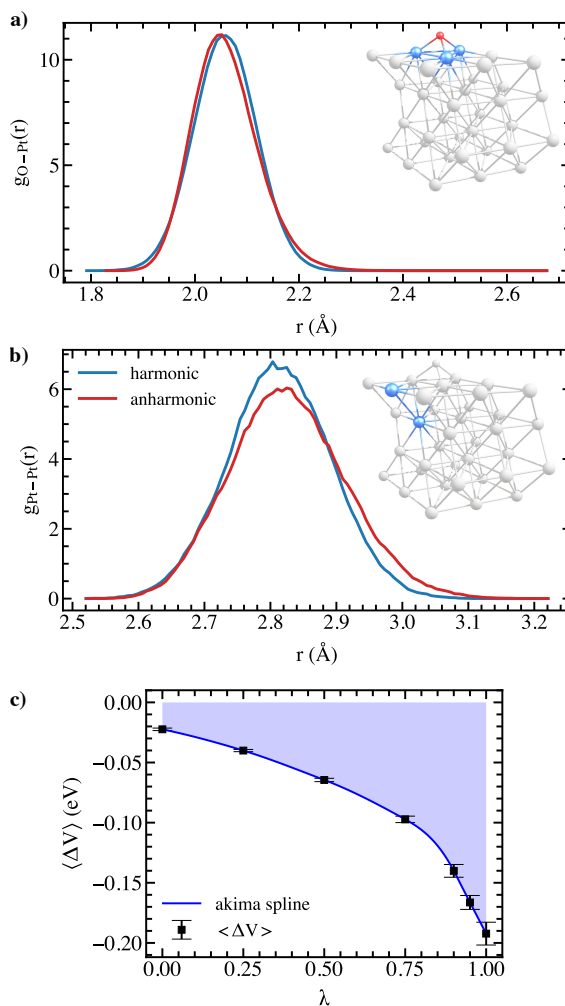 a)
10
5
0
g_O−Pt(r)
1.8 2.0 2.2 2.4 2.6
r (Å)
b)
harmonic
anharmonic
6
4
2
0
g_Pt−Pt(r)
2.5 2.6 2.7 2.8 2.9 3.0 3.1 3.2
r (Å)
c)
0.00
−0.05
−0.10
−0.15
−0.20
⟨ΔV⟩ (eV)
akima spline
<ΔV>
0.00 0.25 0.50 0.75 1.00
λ